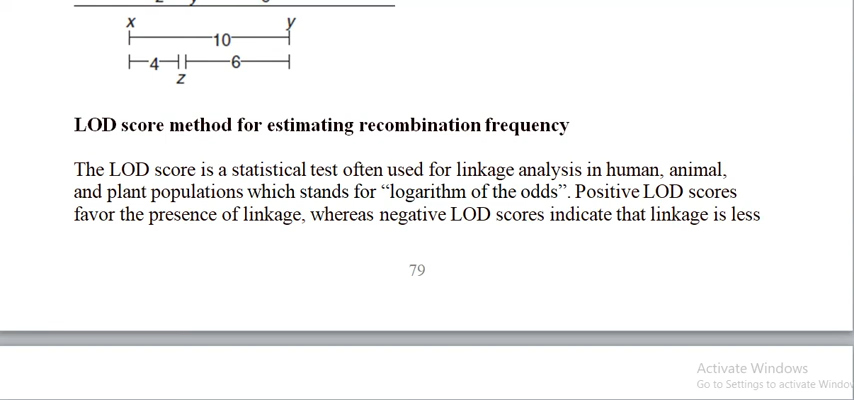 x y
10
4 6
z
LOD score method for estimating recombination frequency
The LOD score is a statistical test often used for linkage analysis in human, animal,
and plant populations which stands for “logarithm of the odds”. Positive LOD scores
favor the presence of linkage, whereas negative LOD scores indicate that linkage is less
79
Activate Windows
Go to Settings to activate Windov